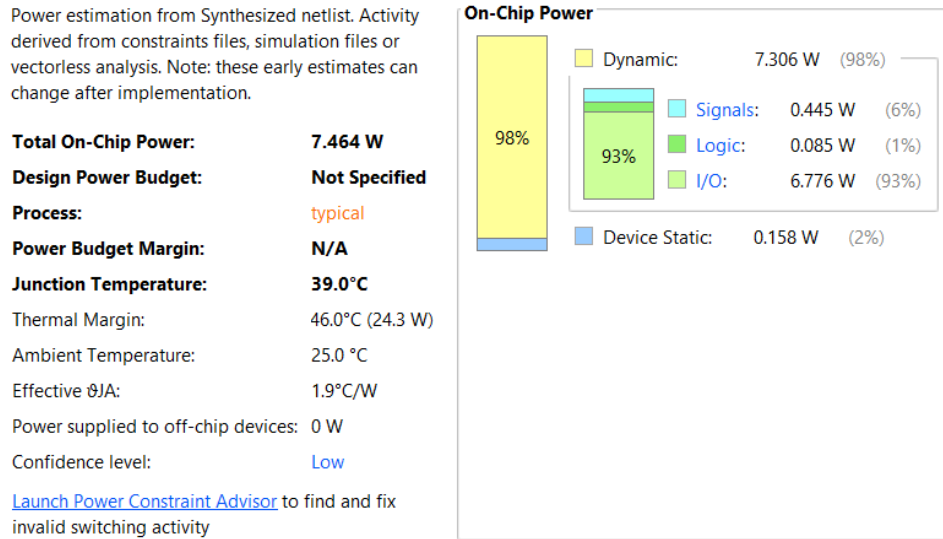 Power estimation from Synthesized netlist. Activity
derived from constraints files, simulation files or
vectorless analysis. Note: these early estimates can
change after implementation.
Total On-Chip Power: 7.464 W
Design Power Budget: Not Specified
Process: typical
Power Budget Margin: N/A
Junction Temperature: 39.0°C
Thermal Margin: 46.0°C (24.3 W)
Ambient Temperature: 25.0 °C
Effective ϑJA: 1.9°C/W
Power supplied to off-chip devices: 0 W
Confidence level: Low
Launch Power Constraint Advisor to find and fix
invalid switching activity
On-Chip Power
Dynamic: 7.306 W (98%)
98%
Signals: 0.445 W (6%)
Logic: 0.085 W (1%)
93%
I/O: 6.776 W (93%)
Device Static: 0.158 W (2%)